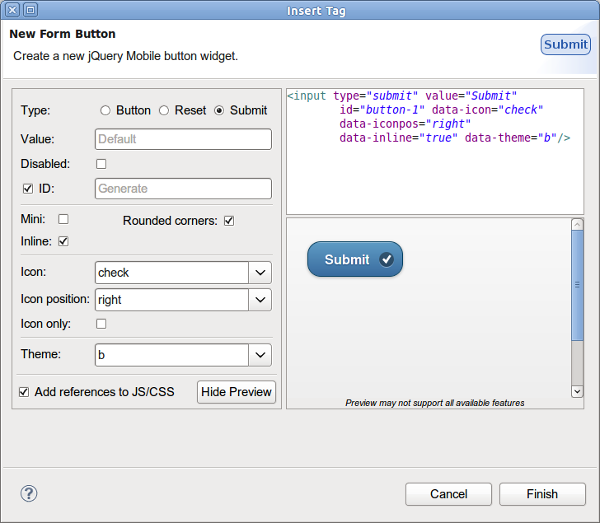 Insert Tag
New Form Button
Create a new jQuery Mobile button widget.
Submit
Type: Button Reset Submit
Value: Default
Disabled:
ID: Generate
Mini: Rounded corners:
Inline:
Icon: check
Icon position: right
Icon only:
Theme: b
Add references to JS/CSS Hide Preview
<input type="submit" value="Submit"
id="button-1" data-icon="check"
data-iconpos="right"
data-inline="true" data-theme="b"/>
Submit
Preview may not support all available features
? Cancel Finish